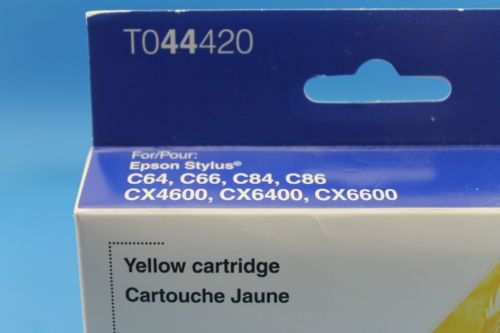 T044420
For/Pour:
Epson Stylus®
C64, C66, C84, C86
CX4600, CX6400, CX6600
Yellow cartridge
Cartouche Jaune